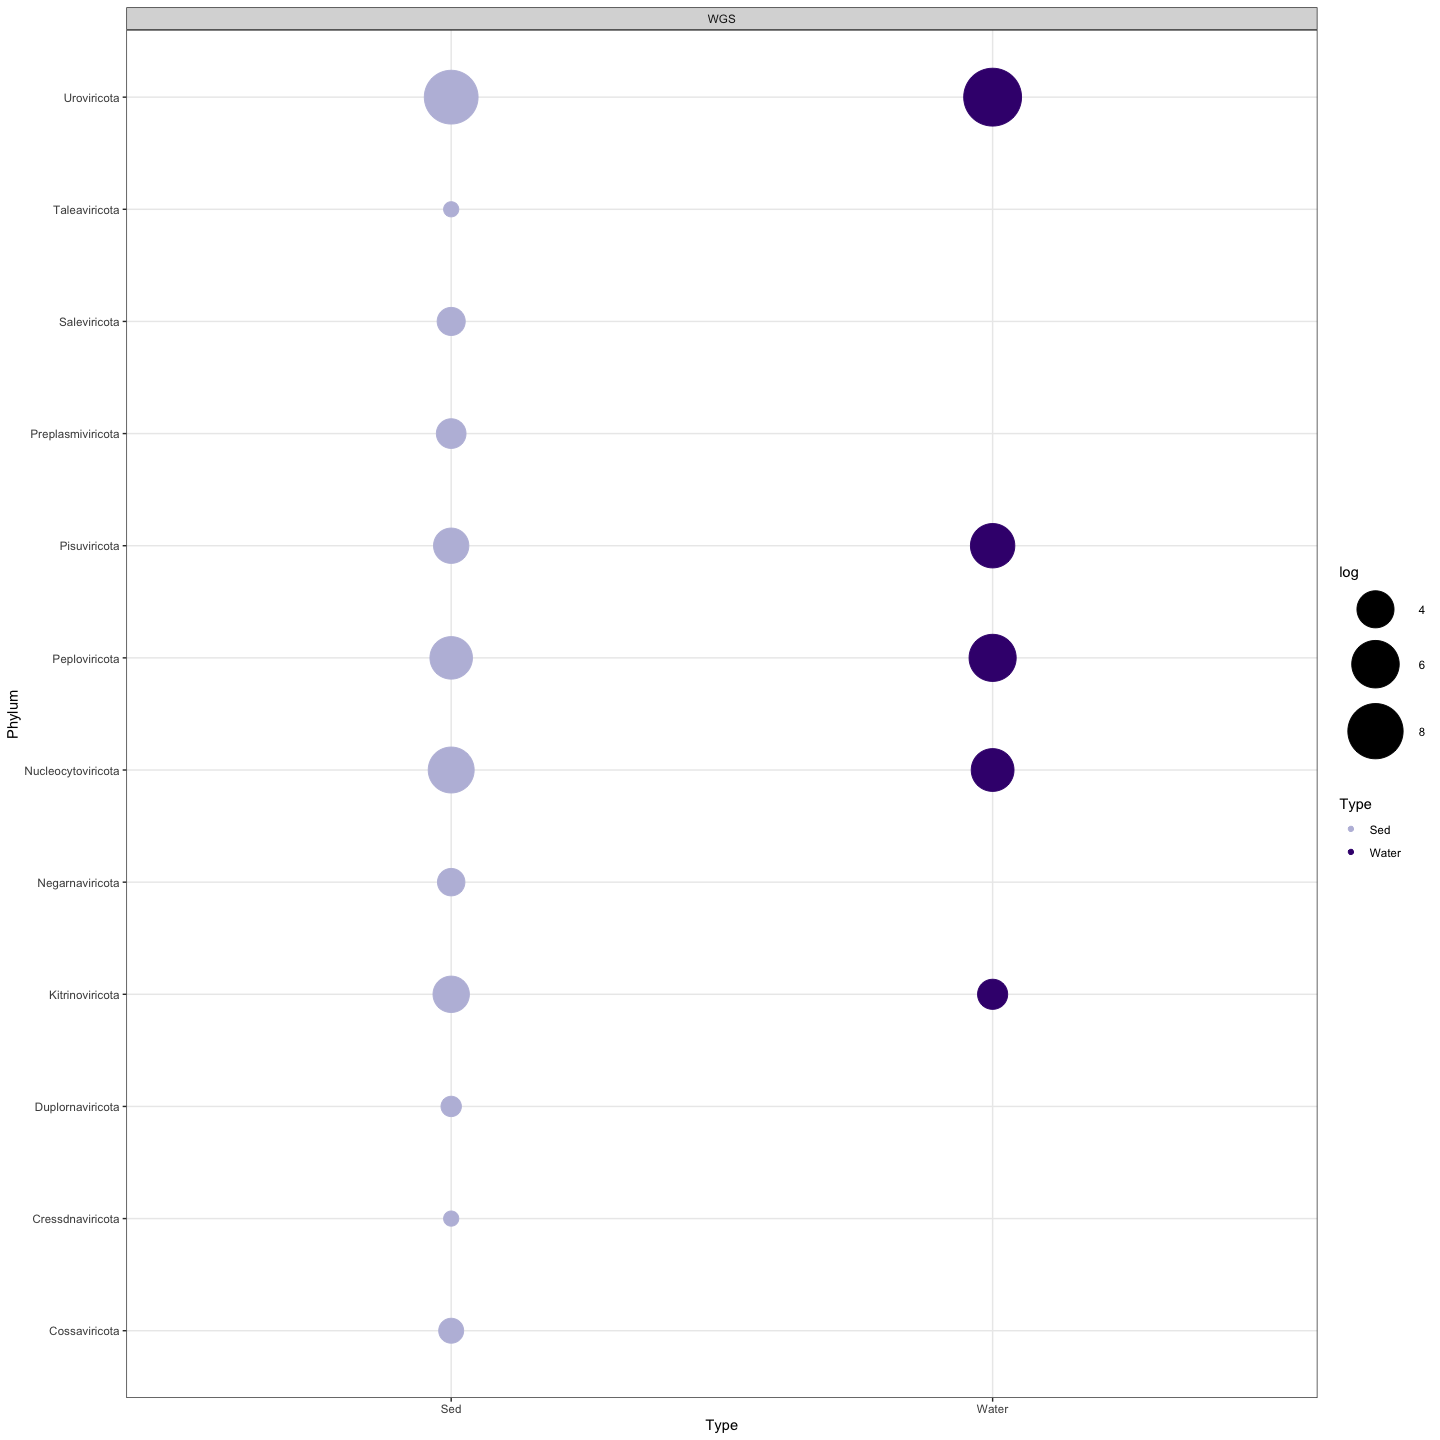 WGS
Uroviricota
Taleaviricota
Saleviricota
Preplasmiviricota
Pisuviricota
Peploviricota
Nucleocytoviricota
Negarnaviricota
Kitrinoviricota
Duplornaviricota
Cressdnaviricota
Cossaviricota
Phylum
Sed
Water
Type
log
4
6
8
Type
Sed
Water